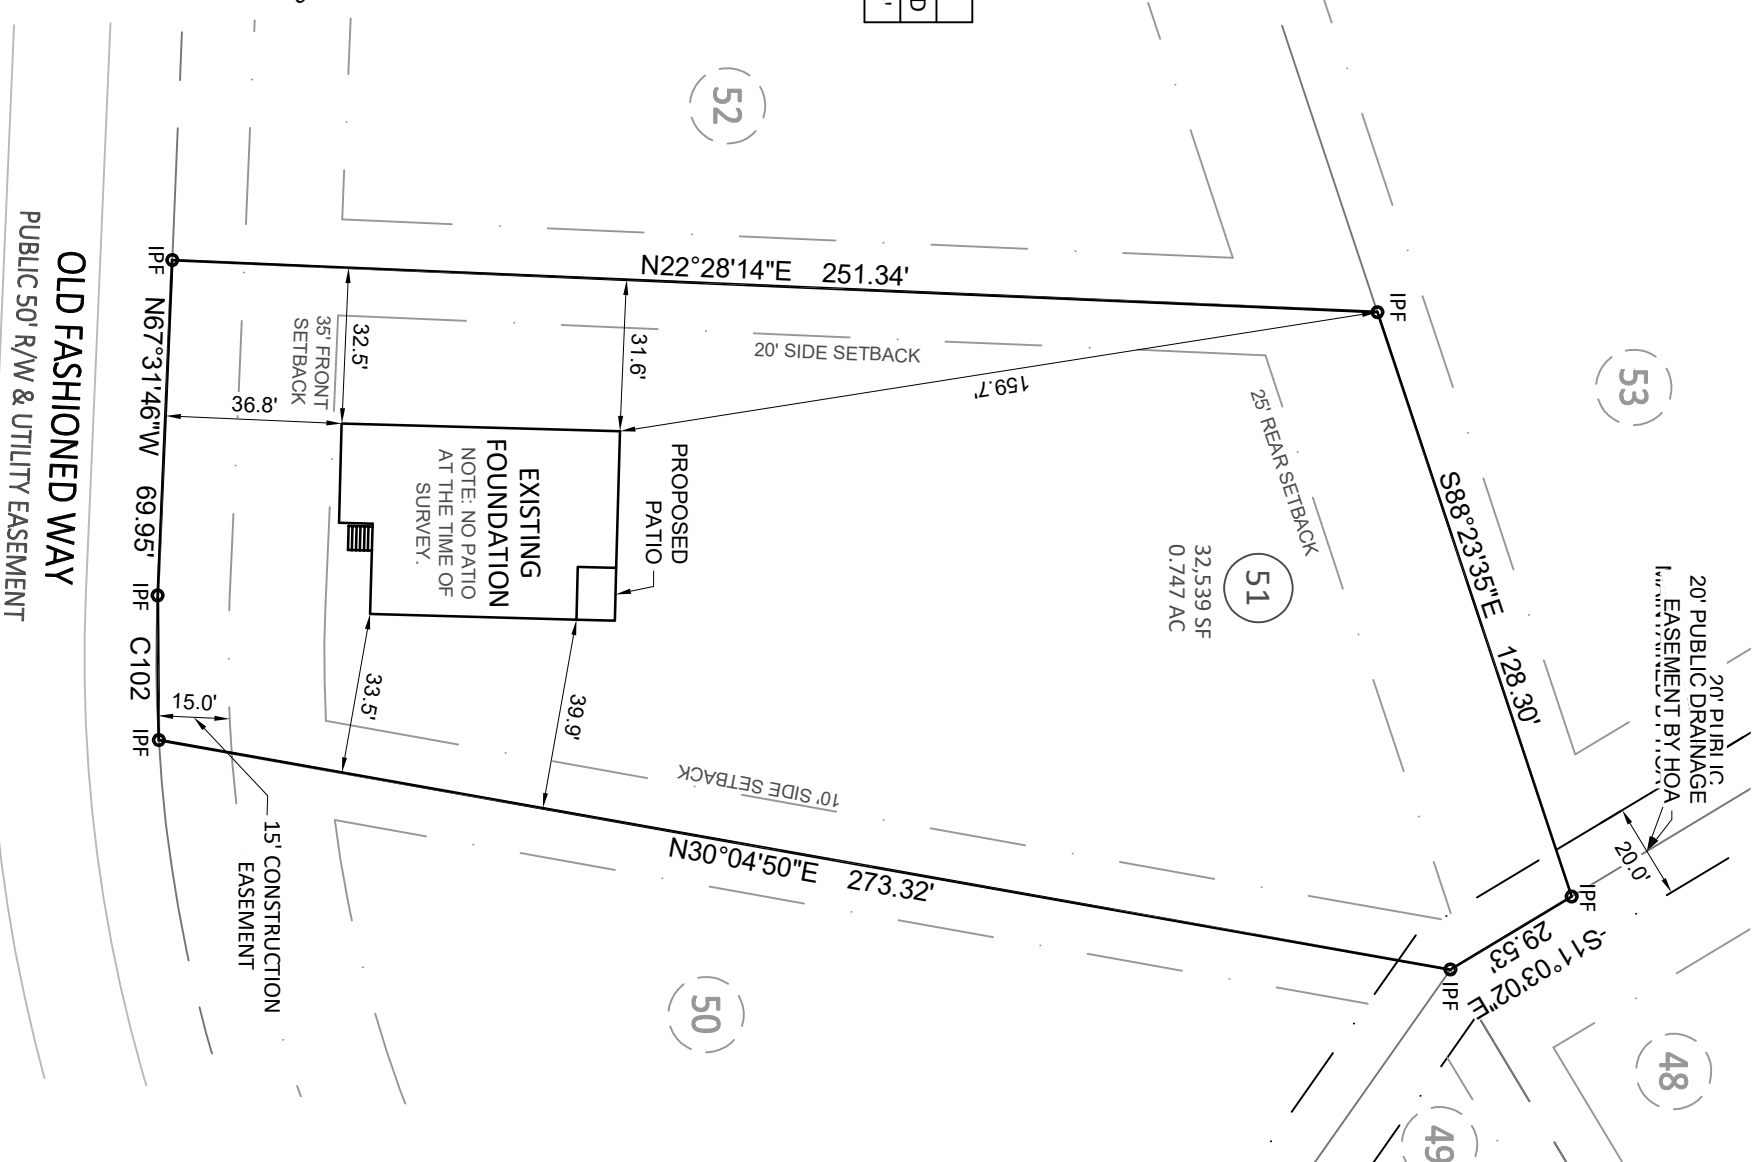 52
53
51
32,539 SF
0.747 AC
50
48
49
IPF
IPF
IPF
IPF
IPF
IPF
N22°28'14"E 251.34'
S88°23'35"E 128.30'
S11°03'02"E
29.53'
N30°04'50"E 273.32'
N67°31'46"W 69.95'
C102
OLD FASHIONED WAY
PUBLIC 50' R/W & UTILITY EASEMENT
35' FRONT
SETBACK
20' SIDE SETBACK
25' REAR SETBACK
10' SIDE SETBACK
32.5'
31.6'
36.8'
159.7'
33.5'
39.9'
15.0'
20.0'
EXISTING
FOUNDATION
NOTE: NO PATIO
AT THE TIME OF
SURVEY.
PROPOSED
PATIO
15' CONSTRUCTION
EASEMENT
20' PUBLIC
20' PUBLIC DRAINAGE
EASEMENT BY HOA
D